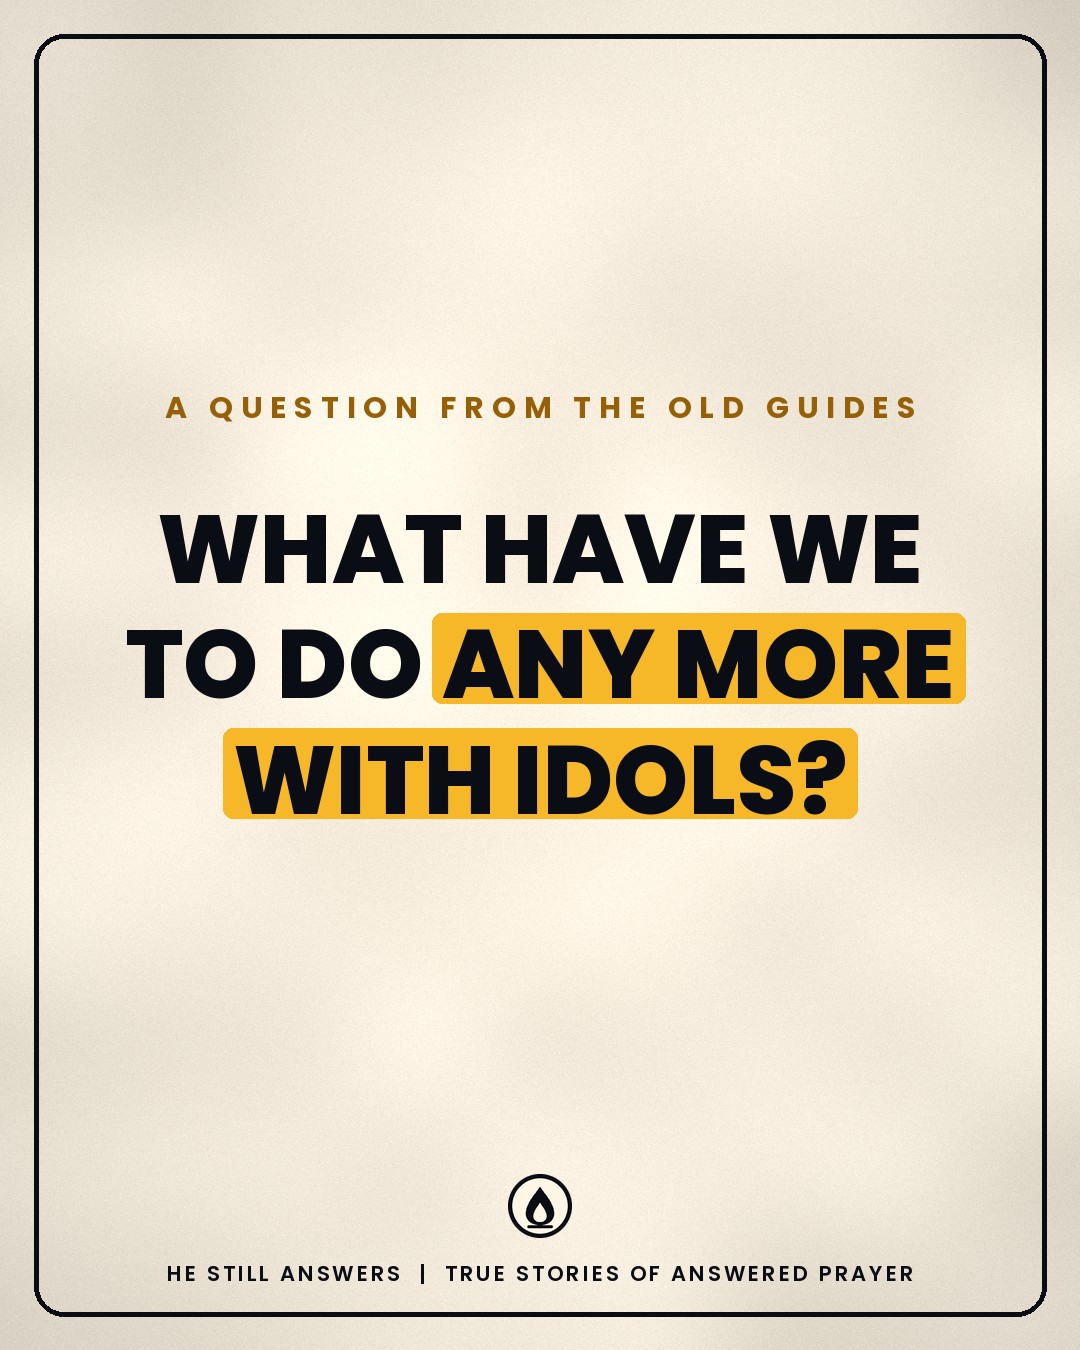 A QUESTION FROM THE OLD GUIDES
WHAT HAVE WE
TO DO ANY MORE
WITH IDOLS?
HE STILL ANSWERS | TRUE STORIES OF ANSWERED PRAYER